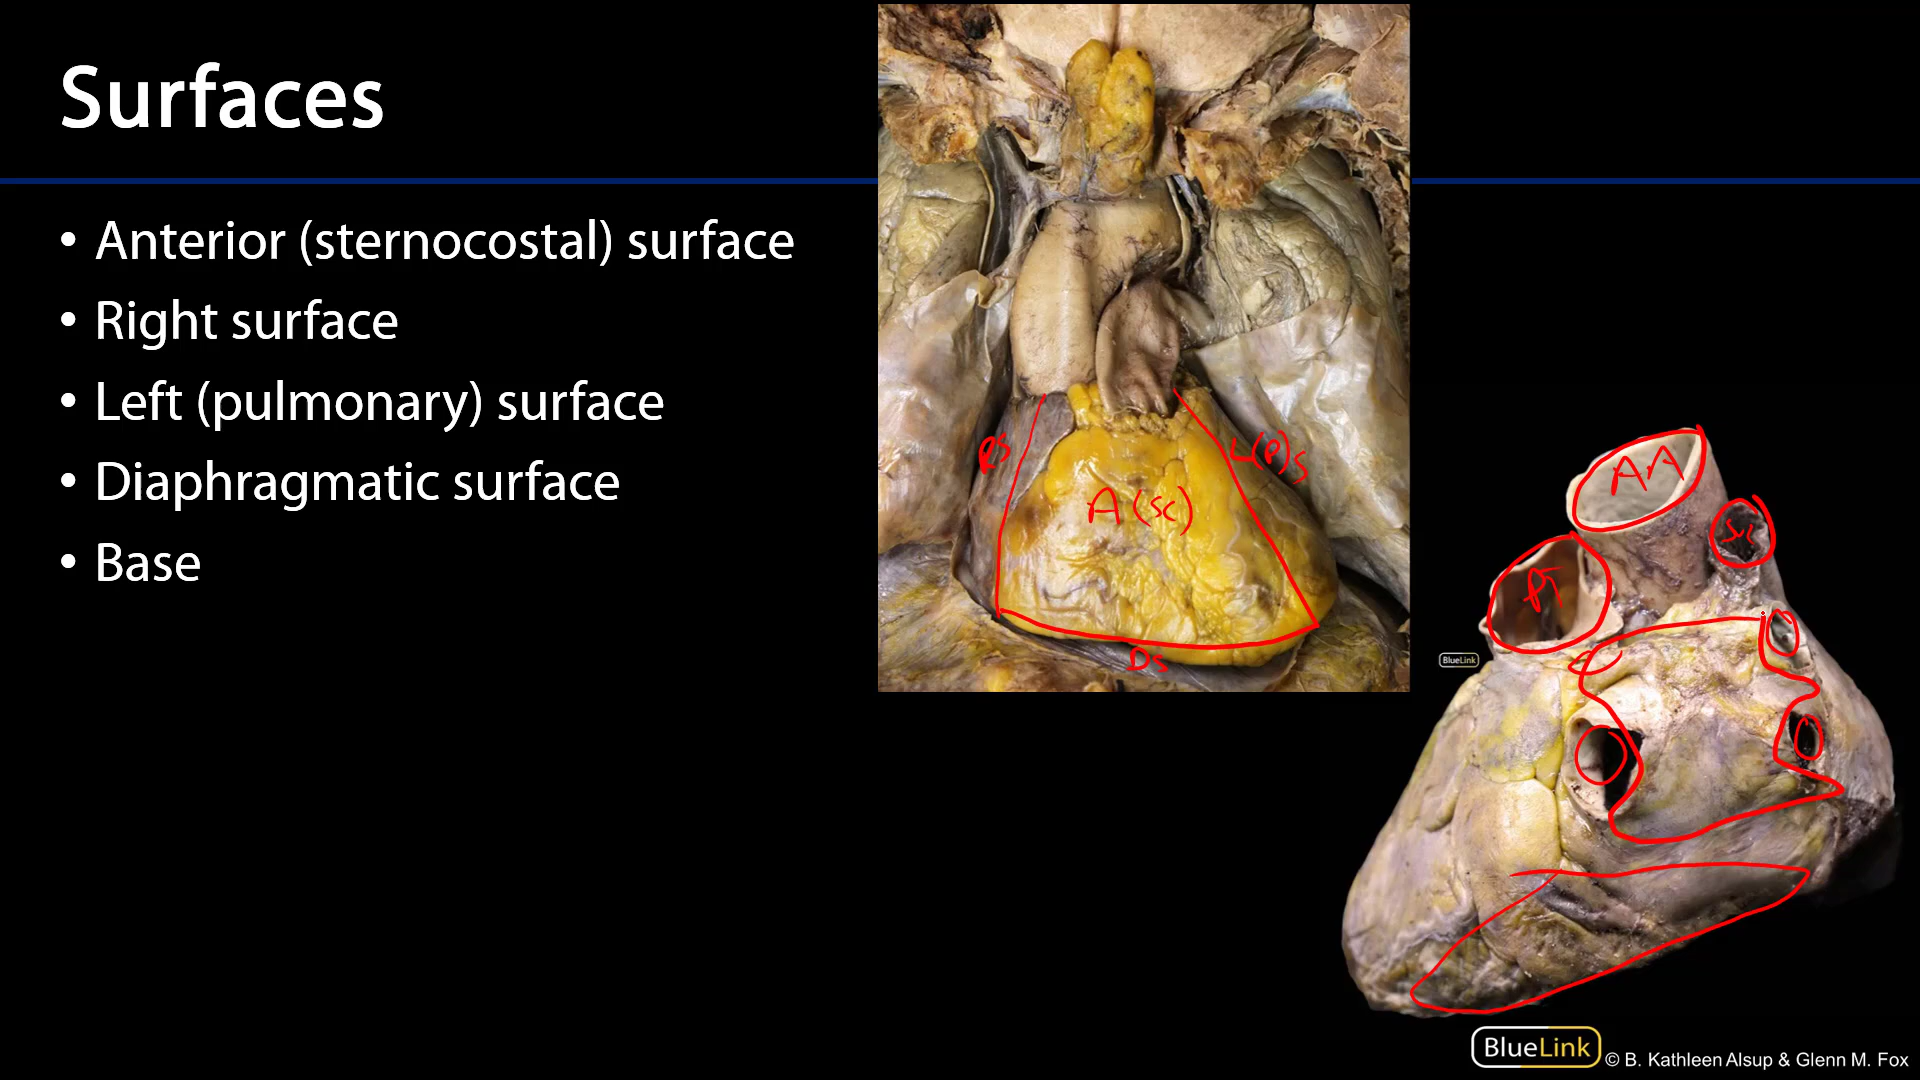 Surfaces
• Anterior (sternocostal) surface
• Right surface
• Left (pulmonary) surface
• Diaphragmatic surface
• Base
RS
L(P)S
A (SC)
DS
AA
PT
BlueLink
BlueLink
© B. Kathleen Alsup & Glenn M. Fox